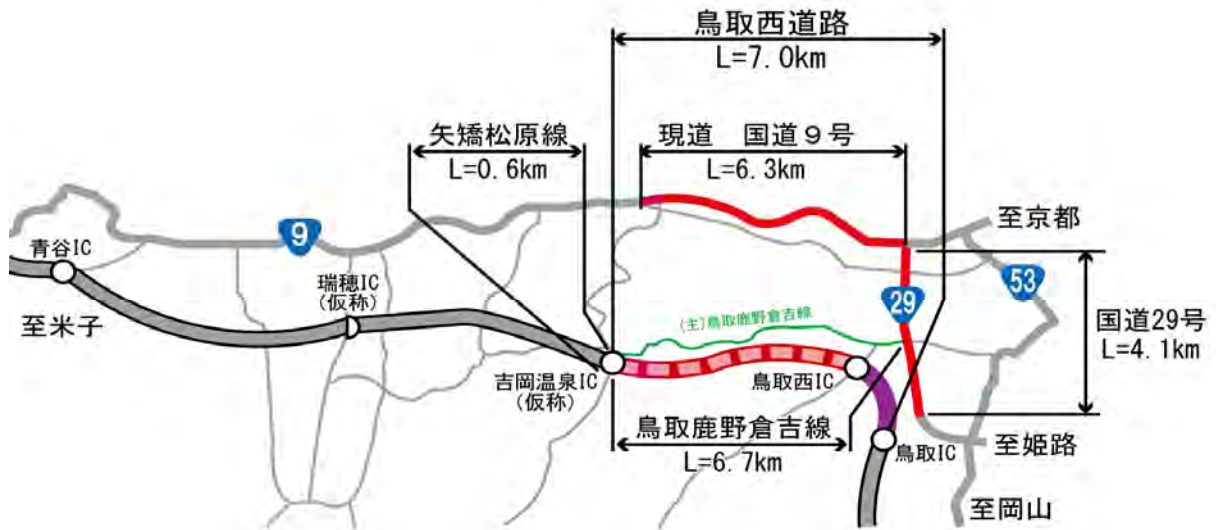 鳥取西道路
L=7.0km
矢矯松原線
L=0.6km
現道 国道9号
L=6.3km
至京都
9
青谷IC
瑞穂IC
(仮称)
29
53
至米子
国道29号
L=4.1km
(主)鳥取鹿野倉吉線
吉岡温泉IC
(仮称)
鳥取西IC
鳥取鹿野倉吉線
L=6.7km
鳥取IC
至姫路
至岡山